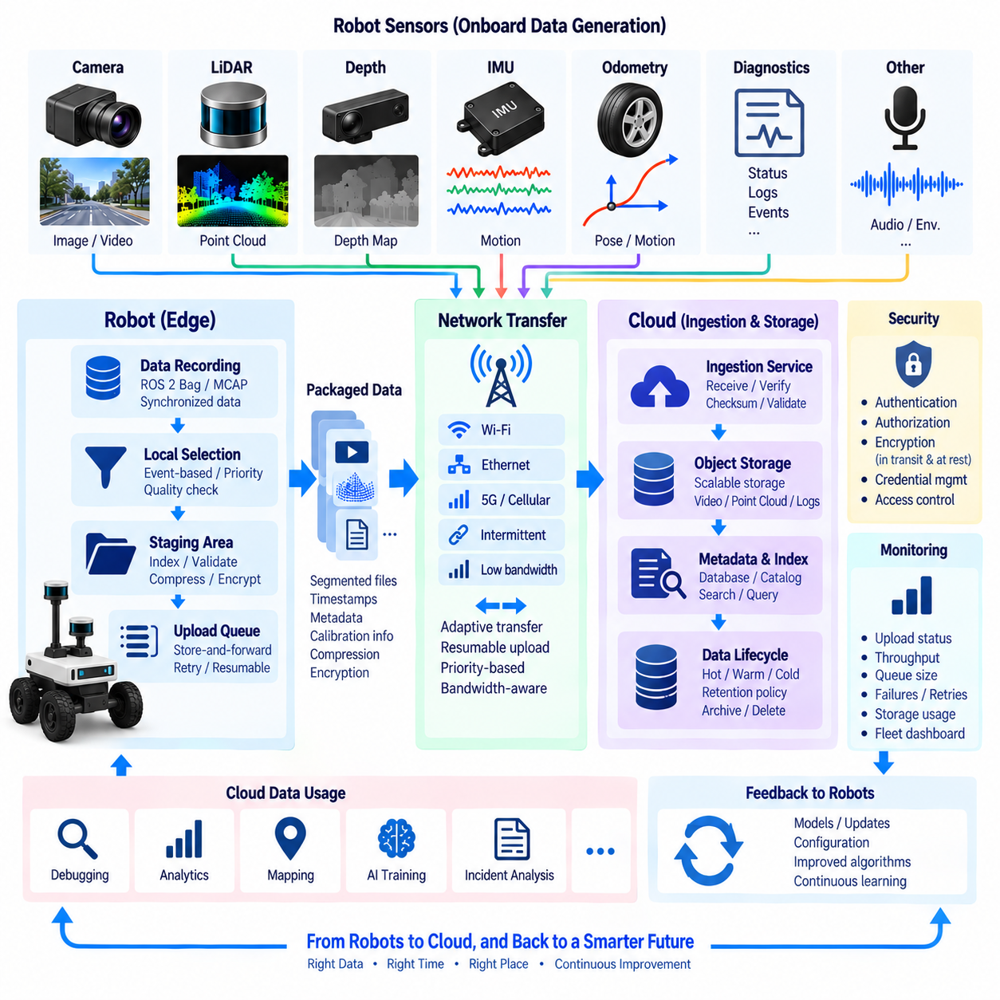 Robot Sensors (Onboard Data Generation)
Camera
Image / Video
LiDAR
Point Cloud
Depth
Depth Map
IMU
IMU
Motion
Odometry
Pose / Motion
Diagnostics
Status
Logs
Events
...
Other
Audio / Env.
...
Robot (Edge)
Data Recording
ROS 2 Bag / MCAP
Synchronized data
Local Selection
Event-based / Priority
Quality check
Staging Area
Index / Validate
Compress / Encrypt
Upload Queue
Store-and-forward
Retry / Resumable
Packaged Data
...
Segmented files
Timestamps
Metadata
Calibration info
Compression
Encryption
Network Transfer
Wi-Fi
Ethernet
5G / Cellular
Intermittent
Low bandwidth
Adaptive transfer
Resumable upload
Priority-based
Bandwidth-aware
Cloud (Ingestion & Storage)
Ingestion Service
Receive / Verify
Checksum / Validate
Object Storage
Scalable storage
Video / Point Cloud / Logs
Metadata & Index
Database / Catalog
Search / Query
Data Lifecycle
Hot / Warm / Cold
Retention policy
Archive / Delete
Security
• Authentication
• Authorization
• Encryption
(in transit & at rest)
• Credential mgmt
• Access control
Monitoring
• Upload status
• Throughput
• Queue size
• Failures / Retries
• Storage usage
• Fleet dashboard
Cloud Data Usage
Debugging
Analytics
Mapping
AI Training
Incident Analysis
...
Feedback to Robots
Models / Updates
Configuration
Improved algorithms
Continuous learning
From Robots to Cloud, and Back to a Smarter Future
Right Data • Right Time • Right Place • Continuous Improvement